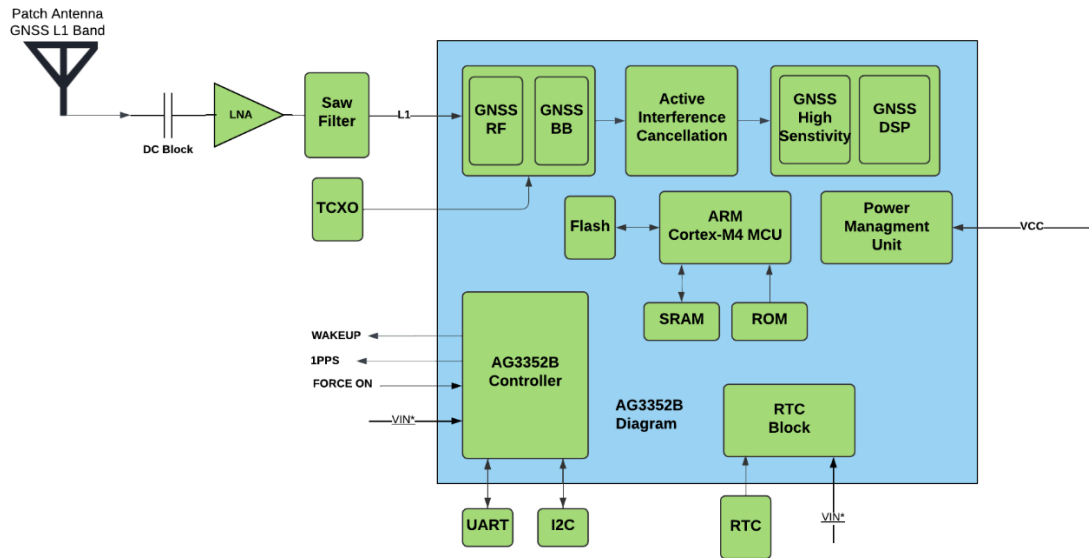 Patch Antenna
GNSS L1 Band
DC Block
LNA
Saw
Filter
L1
TCXO
GNSS
RF
GNSS
BB
Active
Interference
Cancellation
GNSS
High
Senstivity
GNSS
DSP
Flash
ARM
Cortex-M4 MCU
Power
Managment
Unit
VCC
SRAM
ROM
WAKEUP
1PPS
FORCE ON
VIN*
AG3352B
Controller
AG3352B
Diagram
RTC
Block
UART
I2C
RTC
VIN*